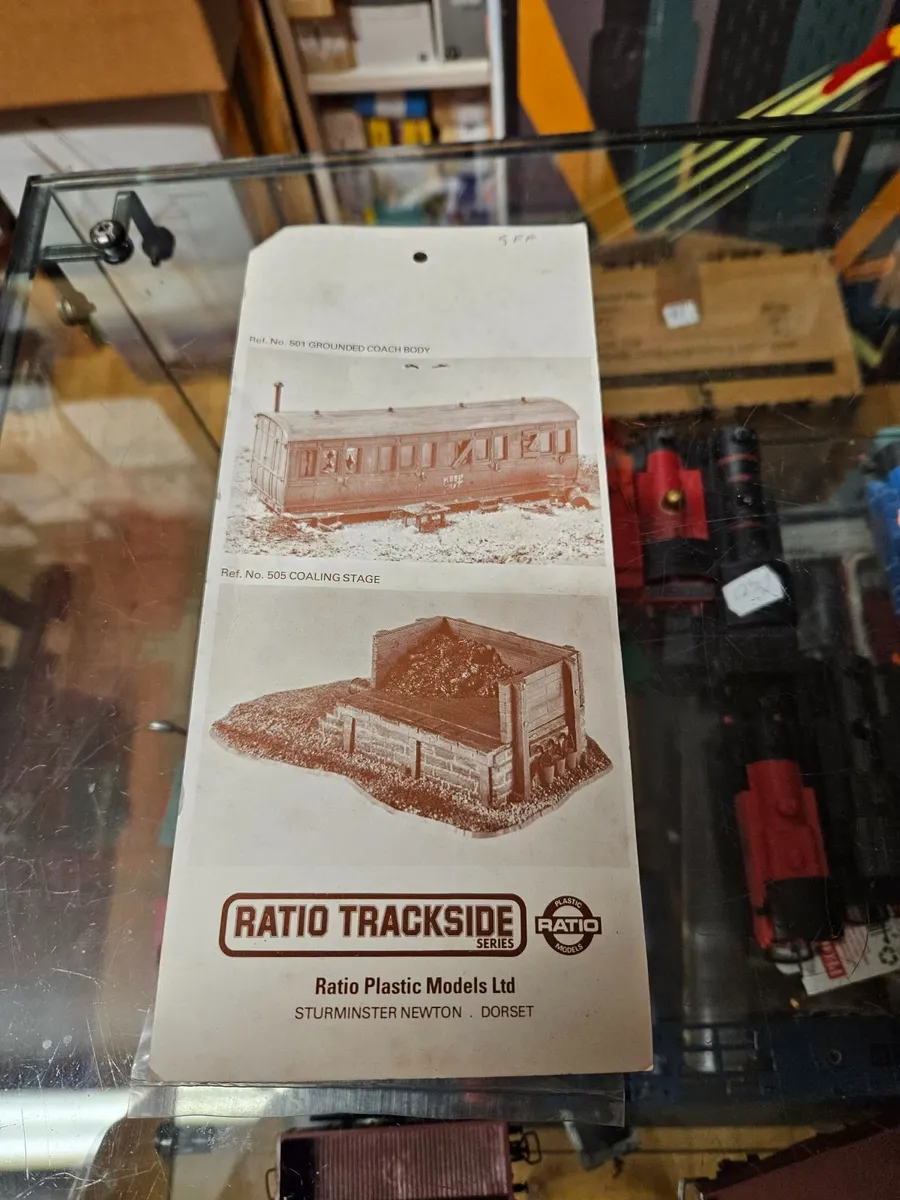 Ref. No. 501 GROUNDED COACH BODY
Ref. No. 505 COALING STAGE
RATIO TRACKSIDE
SERIES
PLASTIC
RATIO
MODELS
Ratio Plastic Models Ltd
STURMINSTER NEWTON . DORSET